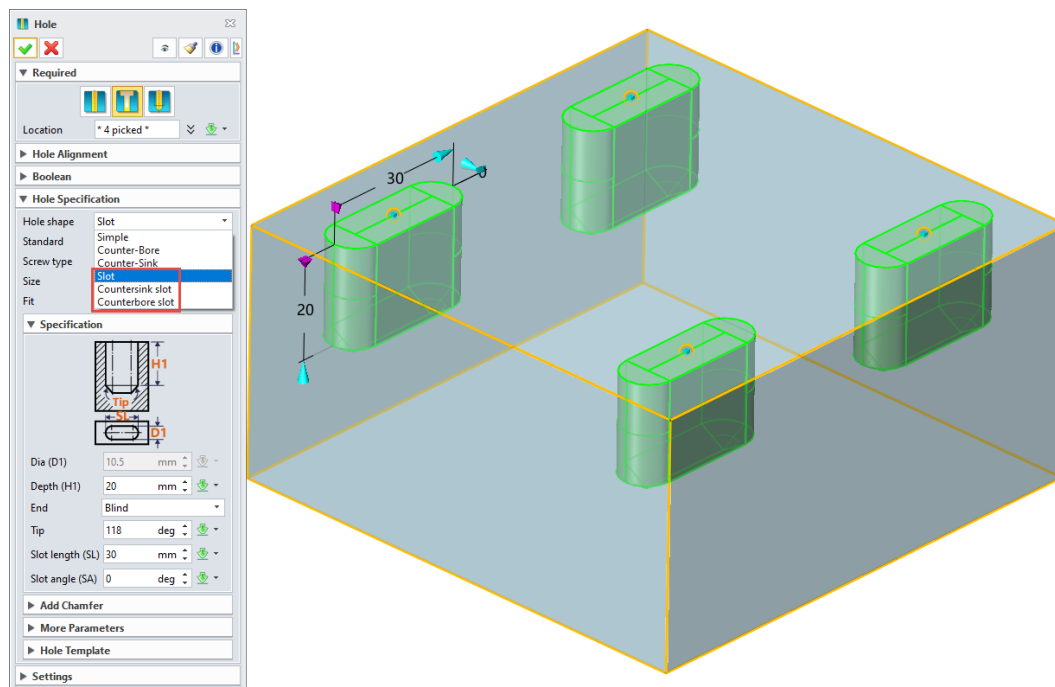 Hole
Required
Location * 4 picked *
Hole Alignment
Boolean
Hole Specification
Hole shape Slot
Standard Simple
Counter-Bore
Screw type Counter-Sink
Size Slot
Countersink slot
Fit Counterbore slot
Specification
H1
Tip
SL
D1
Dia (D1) 10.5 mm
Depth (H1) 20 mm
End Blind
Tip 118 deg
Slot length (SL) 30 mm
Slot angle (SA) 0 deg
Add Chamfer
More Parameters
Hole Template
Settings
30
0
20